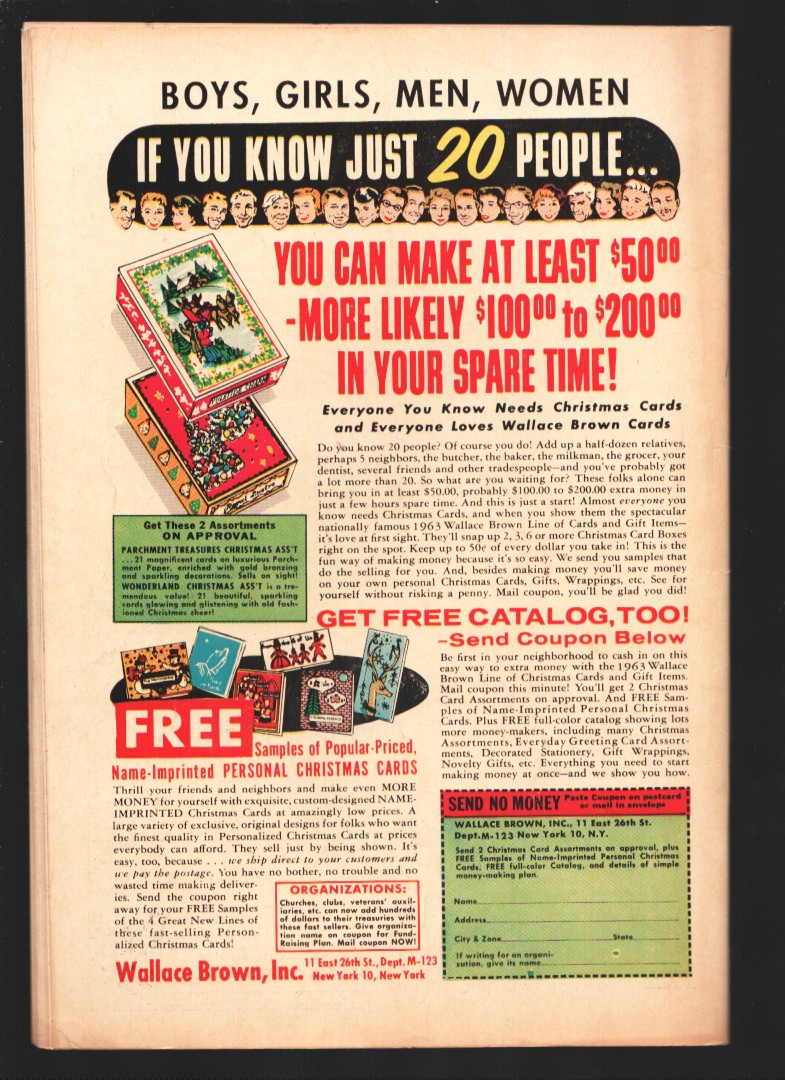 BOYS, GIRLS, MEN, WOMEN
IF YOU KNOW JUST 20 PEOPLE...
YOU CAN MAKE AT LEAST $50⁰⁰
-MORE LIKELY $100⁰⁰ to $200⁰⁰
IN YOUR SPARE TIME!
Everyone You Know Needs Christmas Cards
and Everyone Loves Wallace Brown Cards
Do you know 20 people? Of course you do! Add up a half-dozen relatives,
perhaps 5 neighbors, the butcher, the baker, the milkman, the grocer, your
dentist, several friends and other tradespeople—and you've probably got
a lot more than 20. So what are you waiting for? These folks alone can
bring you in at least $50.00, probably $100.00 to $200.00 extra money in
just a few hours spare time. And this is just a start! Almost everyone you
know needs Christmas Cards, and when you show them the spectacular
nationally famous 1963 Wallace Brown Line of Cards and Gift Items—
it's love at first sight. They'll snap up 2, 3, 6 or more Christmas Card Boxes
right on the spot. Keep up to 50¢ of every dollar you take in! This is the
fun way of making money because it's so easy. We send you samples that
do the selling for you. And, besides making money you'll save money
on your own personal Christmas Cards, Gifts, Wrappings, etc. See for
yourself without risking a penny. Mail coupon, you'll be glad you did!
Get These 2 Assortments
ON APPROVAL
PARCHMENT TREASURES CHRISTMAS ASS'T
...21 magnificent cards on luxurious Parch-
ment Paper, enriched with gold bronzing
and sparkling decorations. Sells on sight!
WONDERLAND CHRISTMAS ASS'T is a tre-
mendous value! 21 beautiful, sparkling
cards glowing and glistening with old fash-
ioned Christmas cheer!
GET FREE CATALOG, TOO!
–Send Coupon Below
Be first in your neighborhood to cash in on this
easy way to extra money with the 1963 Wallace
Brown Line of Christmas Cards and Gift Items.
Mail coupon this minute! You'll get 2 Christmas
Card Assortments on approval. And FREE Sam-
ples of Name-Imprinted Personal Christmas
Cards. Plus FREE full-color catalog showing lots
more money-makers, including many Christmas
Assortments, Everyday Greeting Card Assort-
ments, Decorated Stationery, Gift Wrappings,
Novelty Gifts, etc. Everything you need to start
making money at once—and we show you how.
FREE
Samples of Popular-Priced,
Name-Imprinted PERSONAL CHRISTMAS CARDS
Thrill your friends and neighbors and make even MORE
MONEY for yourself with exquisite, custom-designed NAME-
IMPRINTED Christmas Cards at amazingly low prices. A
large variety of exclusive, original designs for folks who want
the finest quality in Personalized Christmas Cards at prices
everybody can afford. They sell just by being shown. It's
easy, too, because . . . we ship direct to your customers and
we pay the postage. You have no bother, no trouble and no
wasted time making deliver-
ies. Send the coupon right
away for your FREE Samples
of the 4 Great New Lines of
these fast-selling Person-
alized Christmas Cards!
ORGANIZATIONS:
Churches, clubs, veterans' auxil-
iaries, etc. can now add hundreds
of dollars to their treasuries with
these fast sellers. Give organiza-
tion name on coupon for Fund-
Raising Plan. Mail coupon NOW!
Wallace Brown, Inc. 11 East 26th St., Dept. M-123
New York 10, New York
SEND NO MONEY Paste Coupon on postcard
or mail in envelope
WALLACE BROWN, INC., 11 East 26th St.
Dept.M-123 New York 10, N.Y.
Send 2 Christmas Card Assortments on approval, plus
FREE Samples of Name-Imprinted Personal Christmas
Cards, FREE full-color Catalog, and details of simple
money-making plan.
Name
Address
City & Zone State
If writing for an organi-
zation, give its name